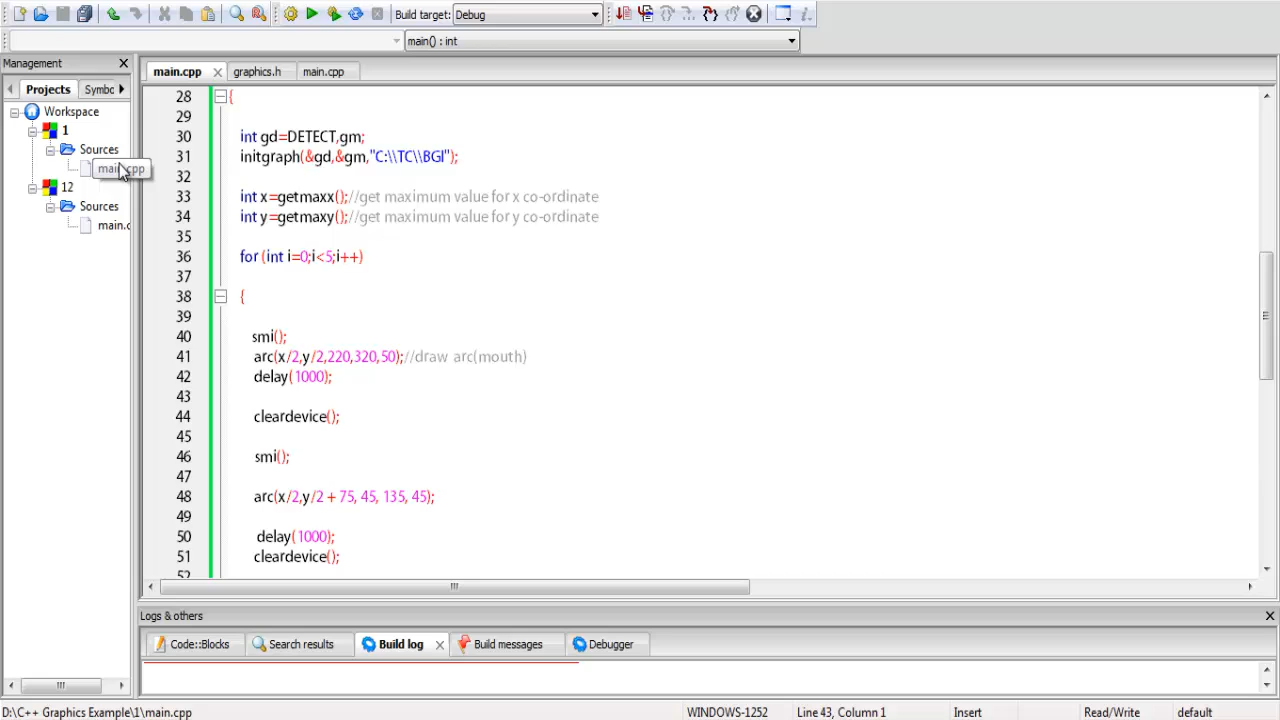 Build target: Debug
main() : int
Management
main.cpp graphics.h main.cpp
Projects Symbo
Workspace
1
Sources
main.cpp
12
Sources
main.c
28 {
29
30 int gd=DETECT,gm;
31 initgraph(&gd,&gm,"C:\\TC\\BGI");
32
33 int x=getmaxx();//get maximum value for x co-ordinate
34 int y=getmaxy();//get maximum value for y co-ordinate
35
36 for (int i=0;i<5;i++)
37
38 {
39
40 smi();
41 arc(x/2,y/2,220,320,50);//draw arc(mouth)
42 delay(1000);
43
44 cleardevice();
45
46 smi();
47
48 arc(x/2,y/2 + 75, 45, 135, 45);
49
50 delay(1000);
51 cleardevice();
52
Logs & others
Code::Blocks Search results Build log Build messages Debugger
D:\C++ Graphics Example\1\main.cpp WINDOWS-1252 Line 43, Column 1 Insert Read/Write default